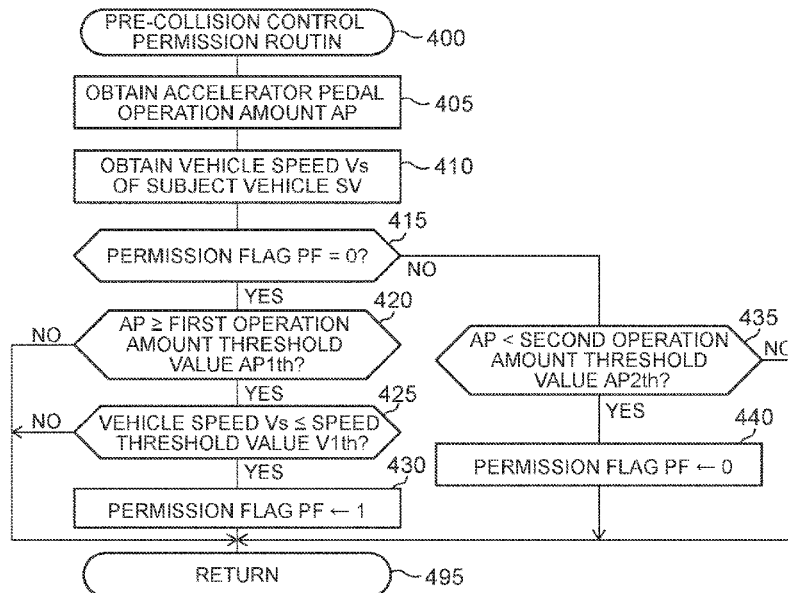 PRE-COLLISION CONTROL
PERMISSION ROUTIN
400
OBTAIN ACCELERATOR PEDAL
OPERATION AMOUNT AP
405
OBTAIN VEHICLE SPEED Vs
OF SUBJECT VEHICLE SV
410
415
PERMISSION FLAG PF = 0?
NO
YES
420
NO
AP ≧ FIRST OPERATION
AMOUNT THRESHOLD
VALUE AP1th?
YES
425
NO
VEHICLE SPEED Vs ≤ SPEED
THRESHOLD VALUE V1th?
YES
430
PERMISSION FLAG PF ← 1
435
AP < SECOND OPERATION
AMOUNT THRESHOLD
VALUE AP2th?
NO
YES
440
PERMISSION FLAG PF ← 0
RETURN
495